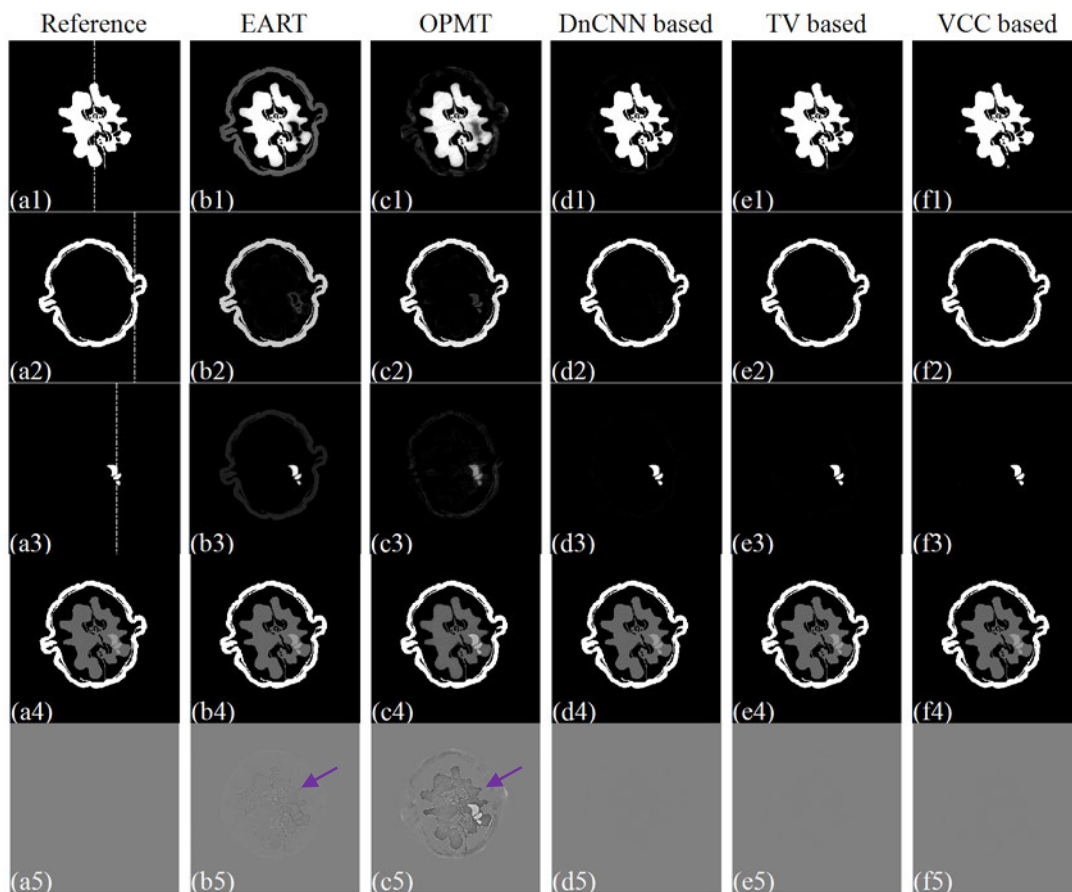 Reference EART OPMT DnCNN based TV based VCC based
(a1) (b1) (c1) (d1) (e1) (f1)
(a2) (b2) (c2) (d2) (e2) (f2)
(a3) (b3) (c3) (d3) (e3) (f3)
(a4) (b4) (c4) (d4) (e4) (f4)
(a5) (b5) (c5) (d5) (e5) (f5)